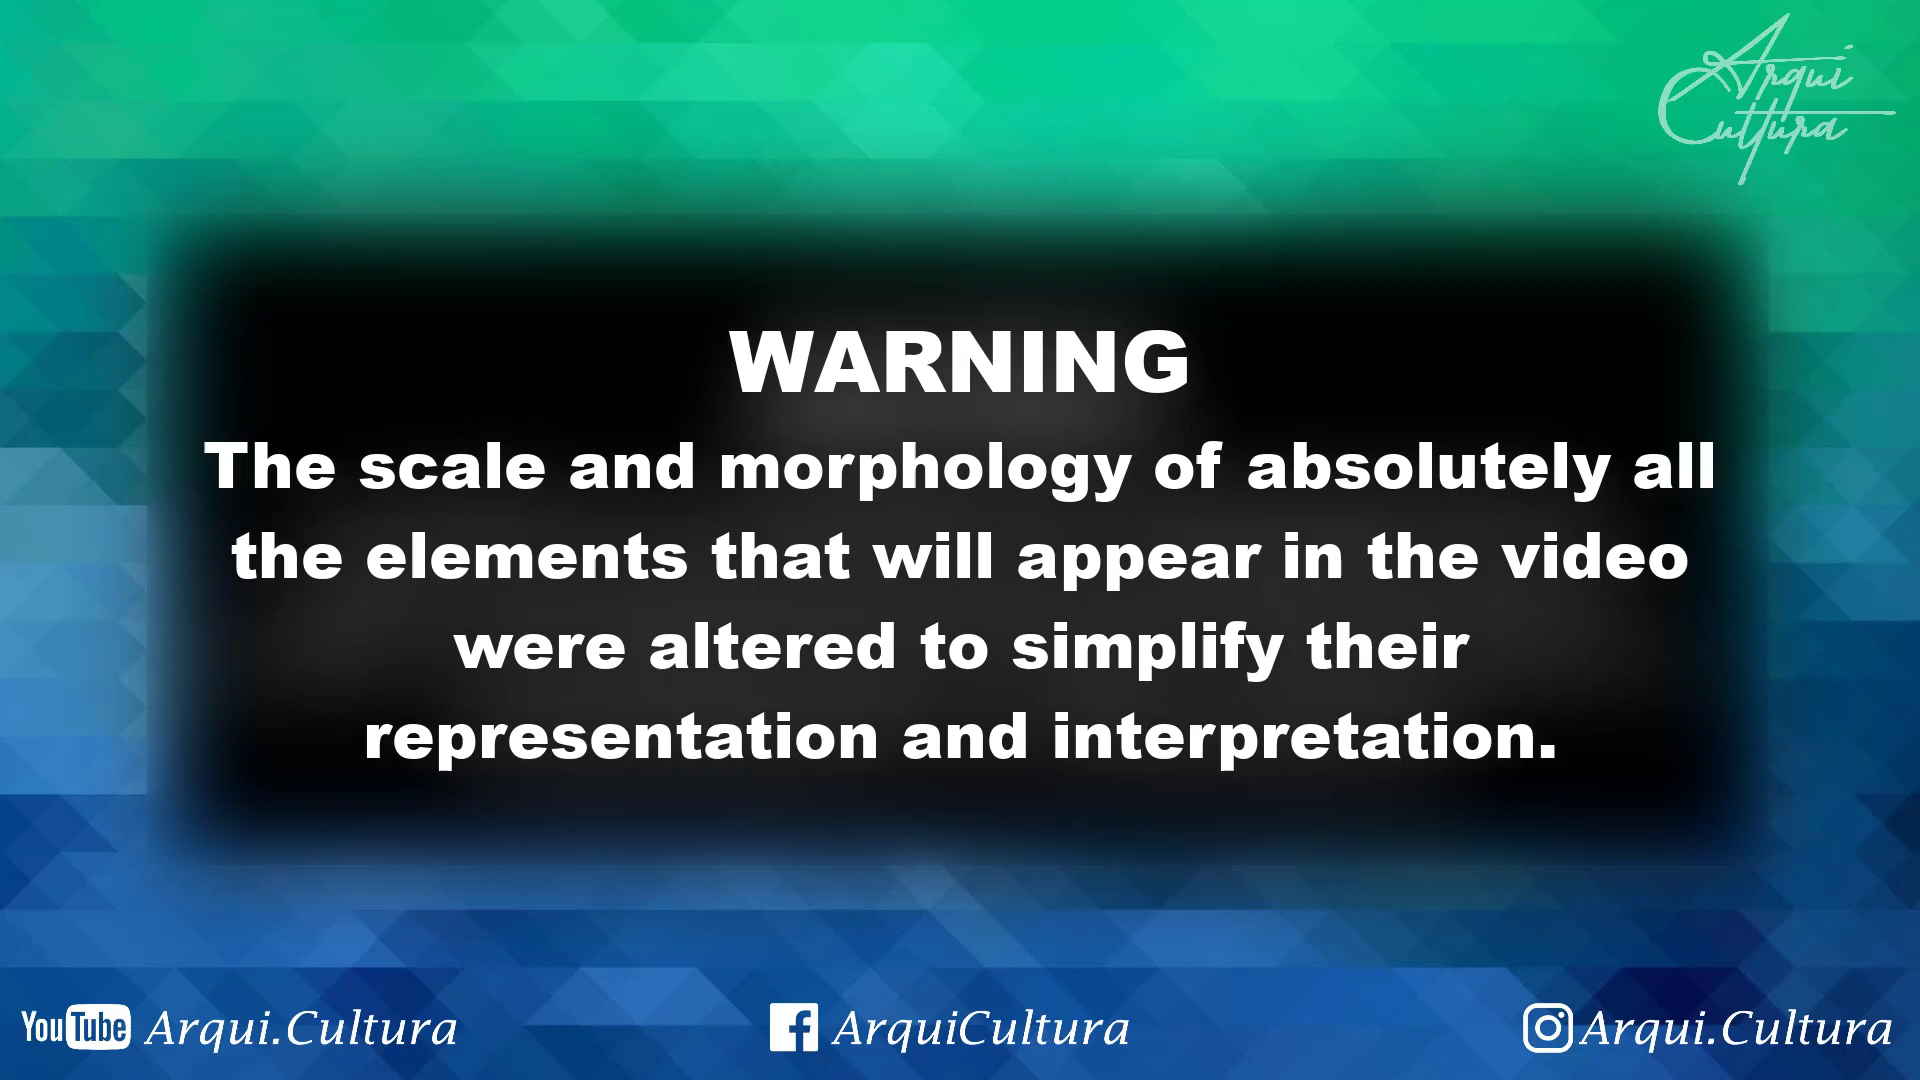 Arqui
Cultura
WARNING
The scale and morphology of absolutely all
the elements that will appear in the video
were altered to simplify their
representation and interpretation.
YouTube Arqui.Cultura
ArquiCultura
Arqui.Cultura